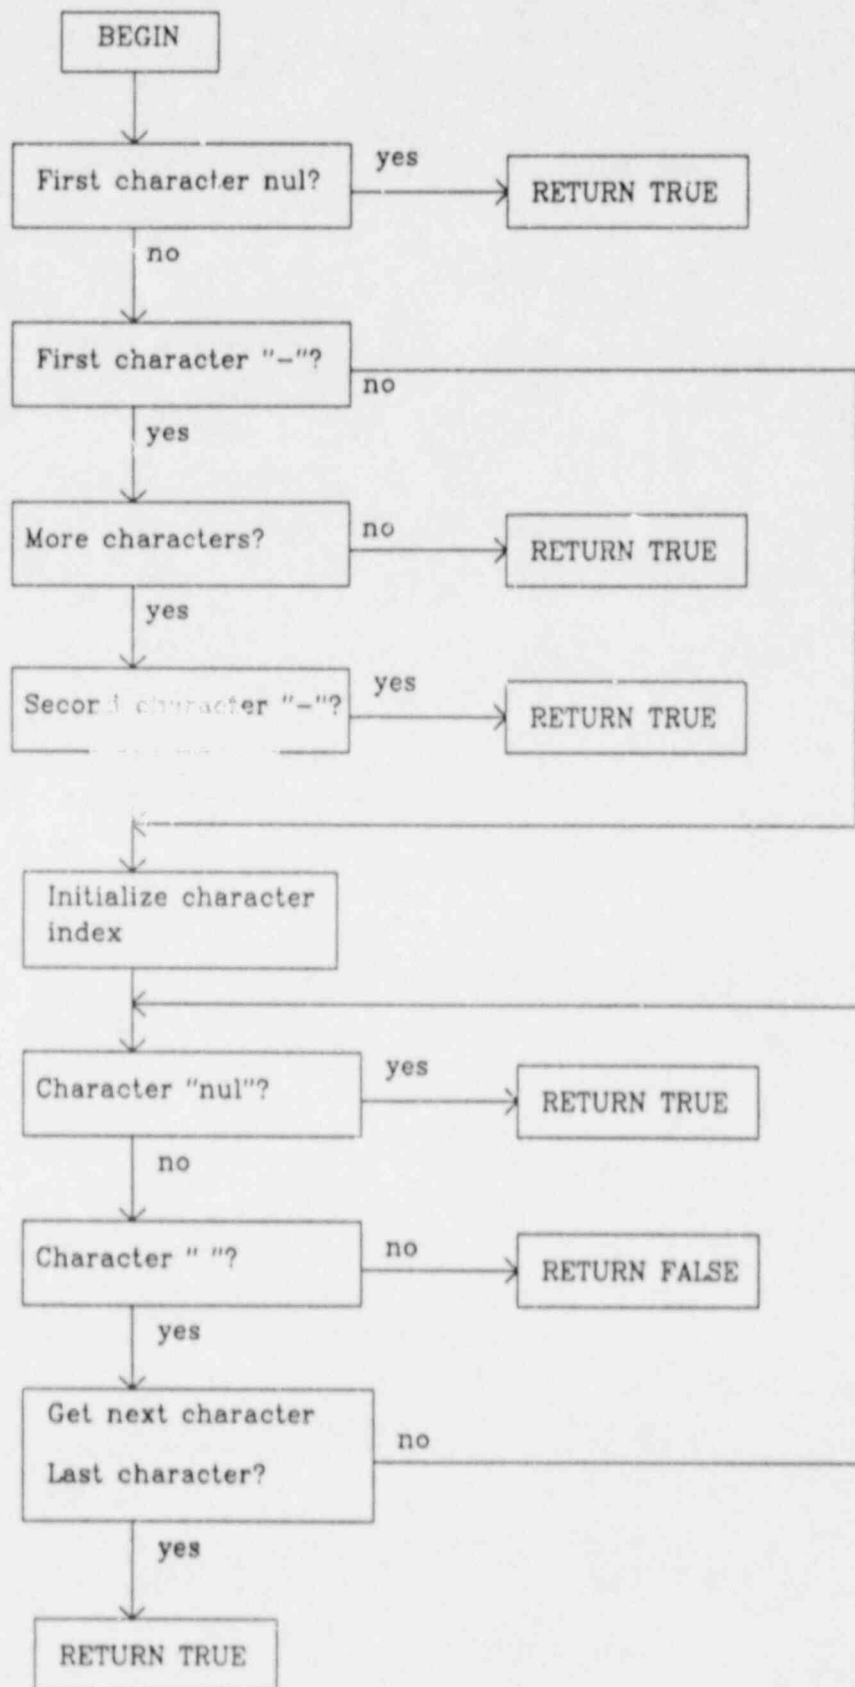 BEGIN
First character nul?
yes
RETURN TRUE
no
First character "-"?
no
yes
More characters?
no
RETURN TRUE
yes
Second character "-"?
yes
RETURN TRUE
Initialize character
index
Character "nul"?
yes
RETURN TRUE
no
Character " "?
no
RETURN FALSE
yes
Get next character
Last character?
no
yes
RETURN TRUE